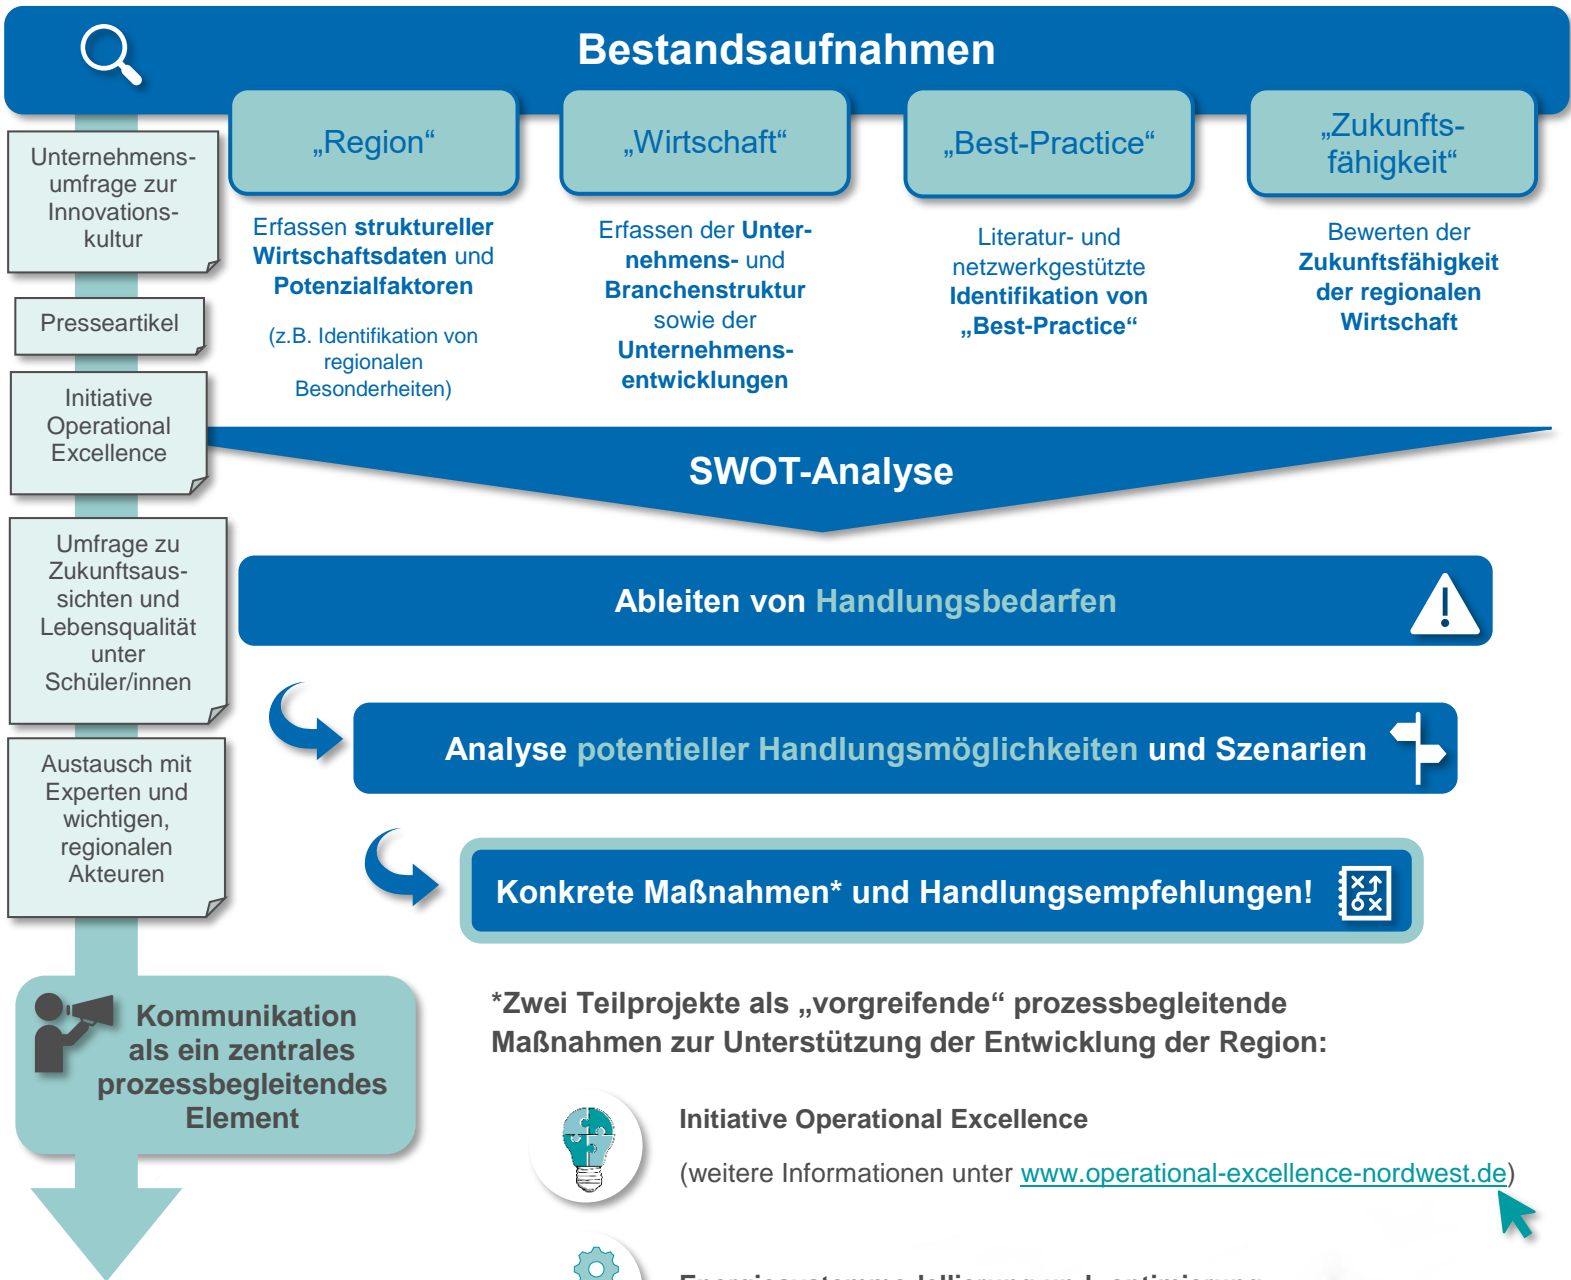 Bestandsaufnahmen
„Region“
„Wirtschaft“
„Best-Practice“
„Zukunfts-
fähigkeit“
Erfassen struktureller
Wirtschaftsdaten und
Potenzialfaktoren
(z.B. Identifikation von
regionalen
Besonderheiten)
Erfassen der Unter-
nehmens- und
Branchenstruktur
sowie der
Unternehmens-
entwicklungen
Literatur- und
netzwerkgestützte
Identifikation von
„Best-Practice“
Bewerten der
Zukunftsfähigkeit
der regionalen
Wirtschaft
Unternehmens-
umfrage zur
Innovations-
kultur
Presseartikel
Initiative
Operational
Excellence
Umfrage zu
Zukunftsaus-
sichten und
Lebensqualität
unter
Schüler/innen
Austausch mit
Experten und
wichtigen,
regionalen
Akteuren
Kommunikation
als ein zentrales
prozessbegleitendes
Element
SWOT-Analyse
Ableiten von Handlungsbedarfen
Analyse potentieller Handlungsmöglichkeiten und Szenarien
Konkrete Maßnahmen* und Handlungsempfehlungen!
*Zwei Teilprojekte als „vorgreifende“ prozessbegleitende
Maßnahmen zur Unterstützung der Entwicklung der Region:
Initiative Operational Excellence
(weitere Informationen unter www.operational-excellence-nordwest.de)
Energiesystemmodellierung und -optimierung